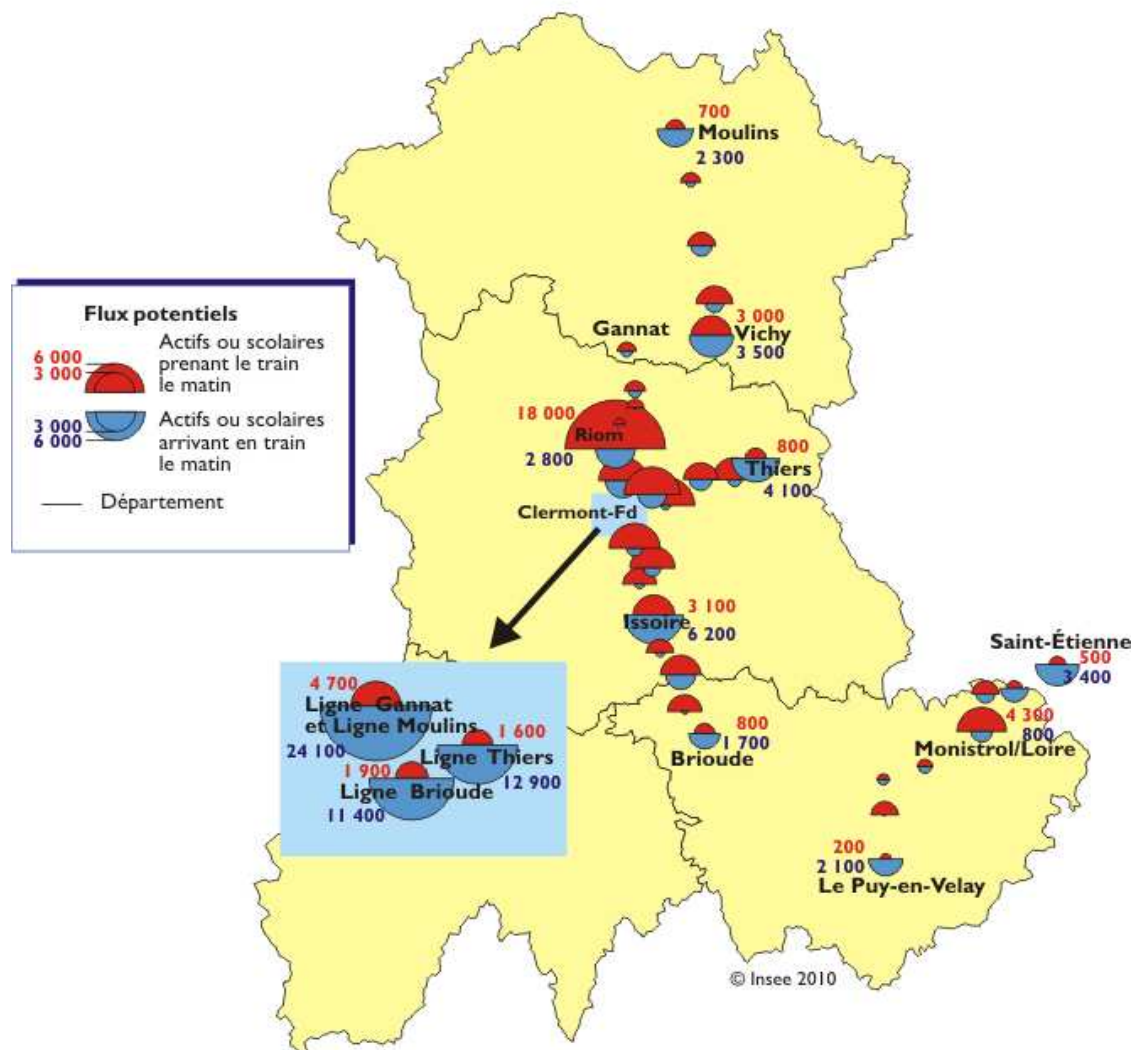 700
Moulins
2 300
Flux potentiels
6 000
3 000
Actifs ou scolaires
prenant le train
le matin
3 000
6 000
Actifs ou scolaires
arrivant en train
le matin
Département
Gannat
3 000
Vichy
3 500
18 000
Riom
2 800
800
Thiers
4 100
Clermont-Fd
3 100
Issoire
6 200
Saint-Étienne
500
3 400
4 700
Ligne Gannat
et Ligne Moulins
24 100
1 600
Ligne Thiers
12 900
1 900
Ligne Brioude
11 400
800
1 700
Brioude
4 300
800
Monistrol/Loire
200
2 100
Le Puy-en-Velay
© Insee 2010